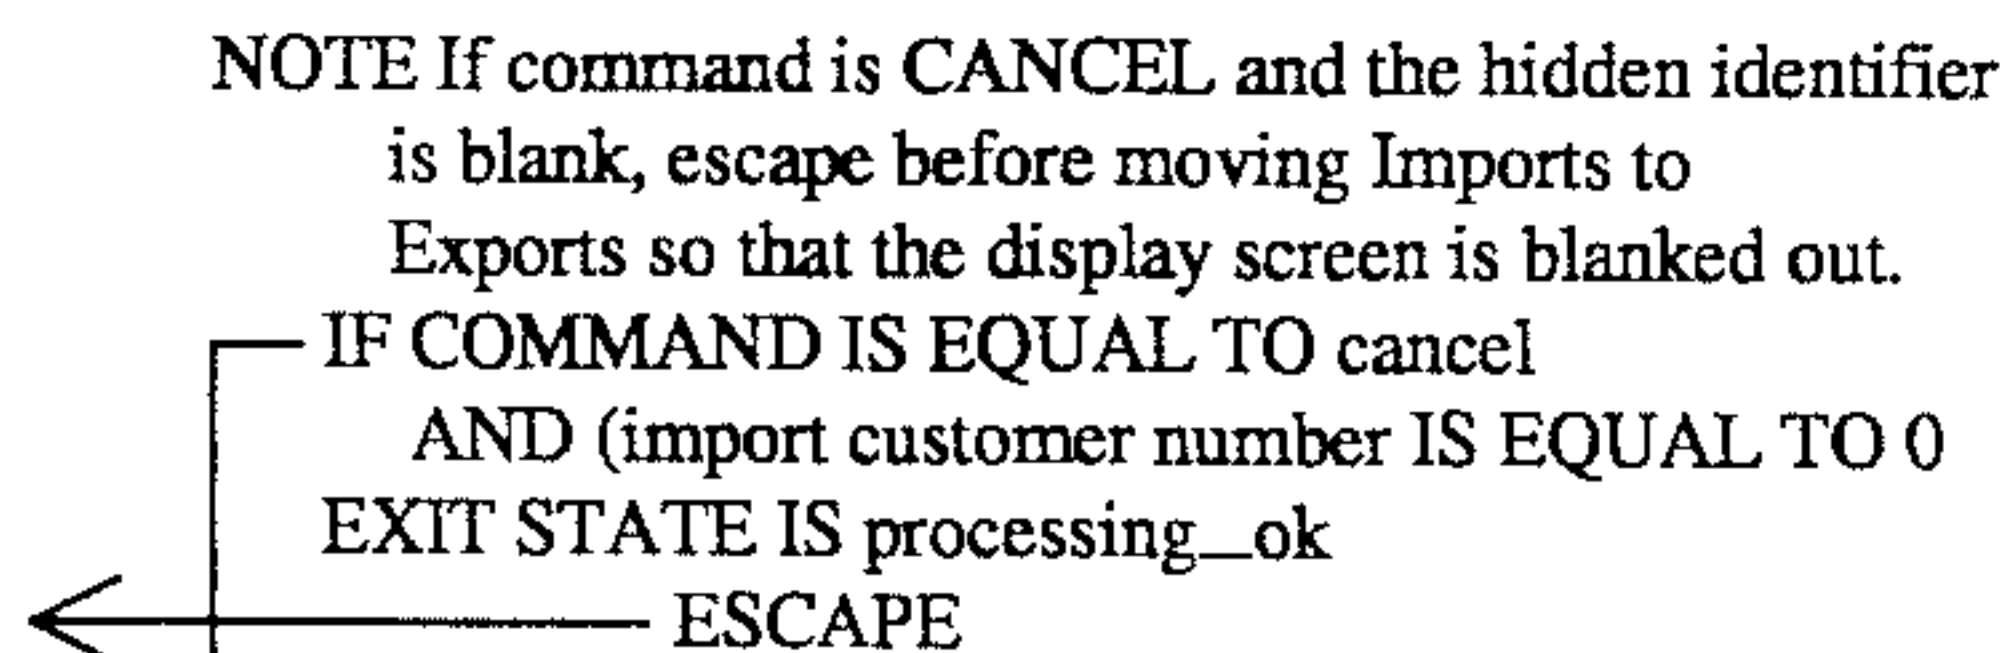 NOTE If command is CANCEL and the hidden identifier
is blank, escape before moving Imports to
Exports so that the display screen is blanked out.
IF COMMAND IS EQUAL TO cancel
AND (import customer number IS EQUAL TO 0
EXIT STATE IS processing_ok
ESCAPE